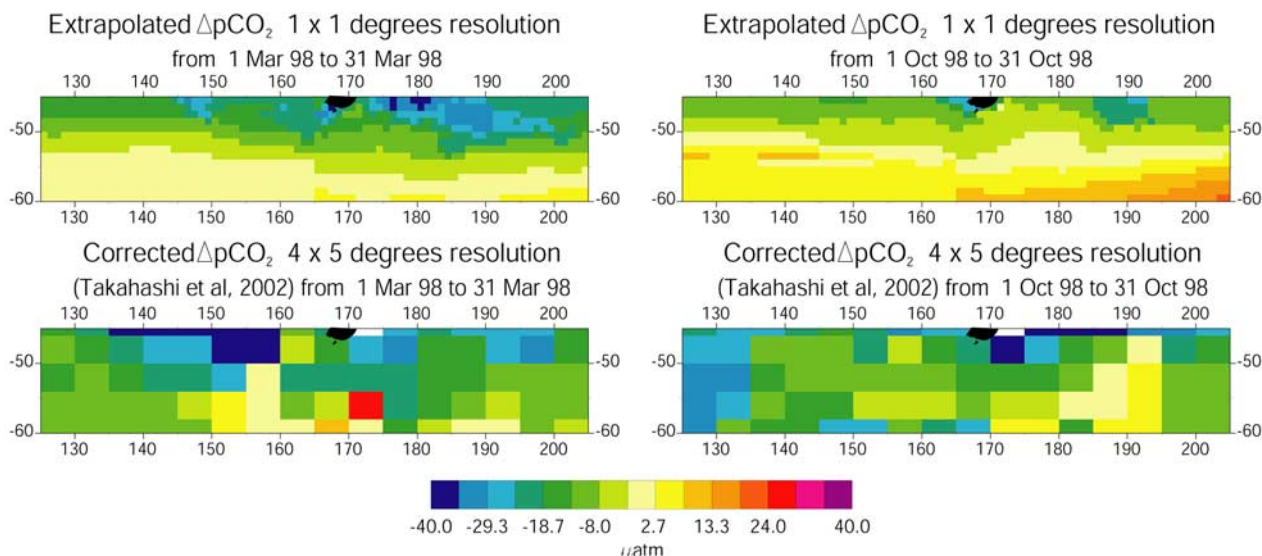 Extrapolated △pCO₂ 1 x 1 degrees resolution
from 1 Mar 98 to 31 Mar 98
130 140 150 160 170 180 190 200
-50 -50
-60 -60
130 140 150 160 170 180 190 200
Extrapolated △pCO₂ 1 x 1 degrees resolution
from 1 Oct 98 to 31 Oct 98
130 140 150 160 170 180 190 200
-50 -50
-60 -60
130 140 150 160 170 180 190 200
Corrected△pCO₂ 4 x 5 degrees resolution
(Takahashi et al, 2002) from 1 Mar 98 to 31 Mar 98
130 140 150 160 170 180 190 200
-50 -50
-60 -60
130 140 150 160 170 180 190 200
Corrected△pCO₂ 4 x 5 degrees resolution
(Takahashi et al, 2002) from 1 Oct 98 to 31 Oct 98
130 140 150 160 170 180 190 200
-50 -50
-60 -60
130 140 150 160 170 180 190 200
-40.0 -29.3 -18.7 -8.0 2.7 13.3 24.0 40.0
μatm